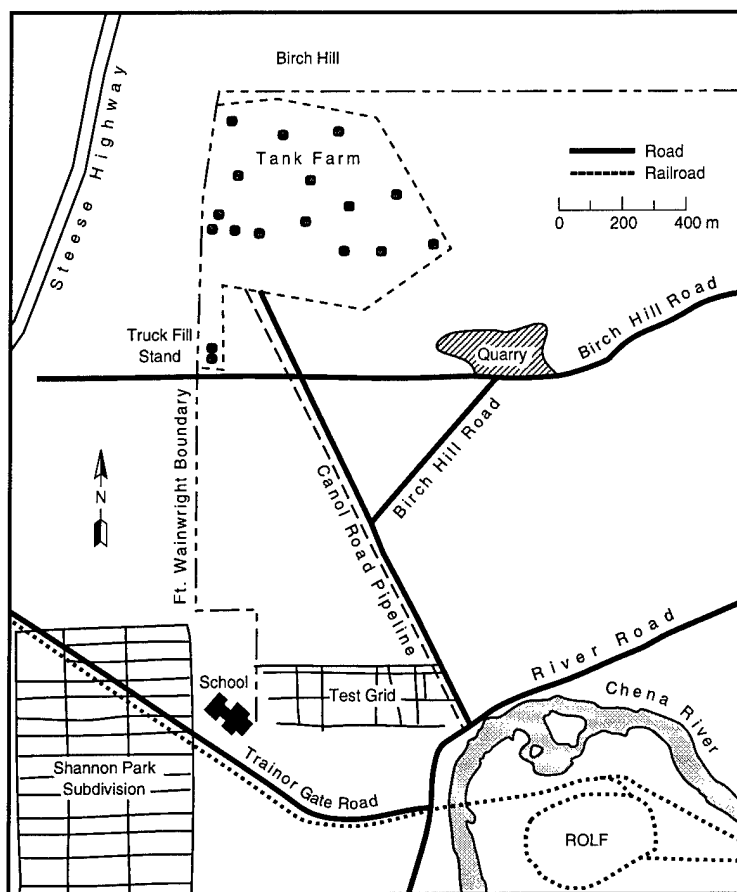 Birch Hill
Steese Highway
Tank Farm
Road
Railroad
0 200 400 m
Truck Fill
Stand
Quarry
Birch Hill Road
N
Ft. Wainwright Boundary
Canol Road Pipeline
Birch Hill Road
River Road
School
Test Grid
Chena River
Shannon Park
Subdivision
Trainor Gate Road
ROLF